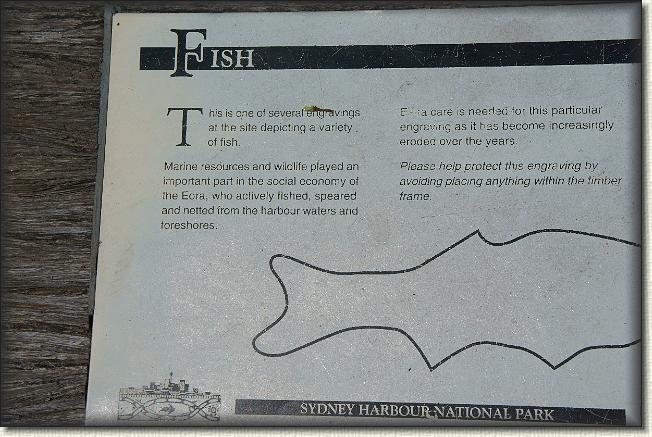 FISH
This is one of several engravings
at the site depicting a variety
of fish.
Marine resources and wildlife played an
important part in the social economy of
the Eora, who actively fished, speared
and netted from the harbour waters and
foreshores.
Extra care is needed for this particular
engraving as it has become increasingly
eroded over the years.
Please help protect this engraving by
avoiding placing anything within the timber
frame.
SYDNEY HARBOUR NATIONAL PARK